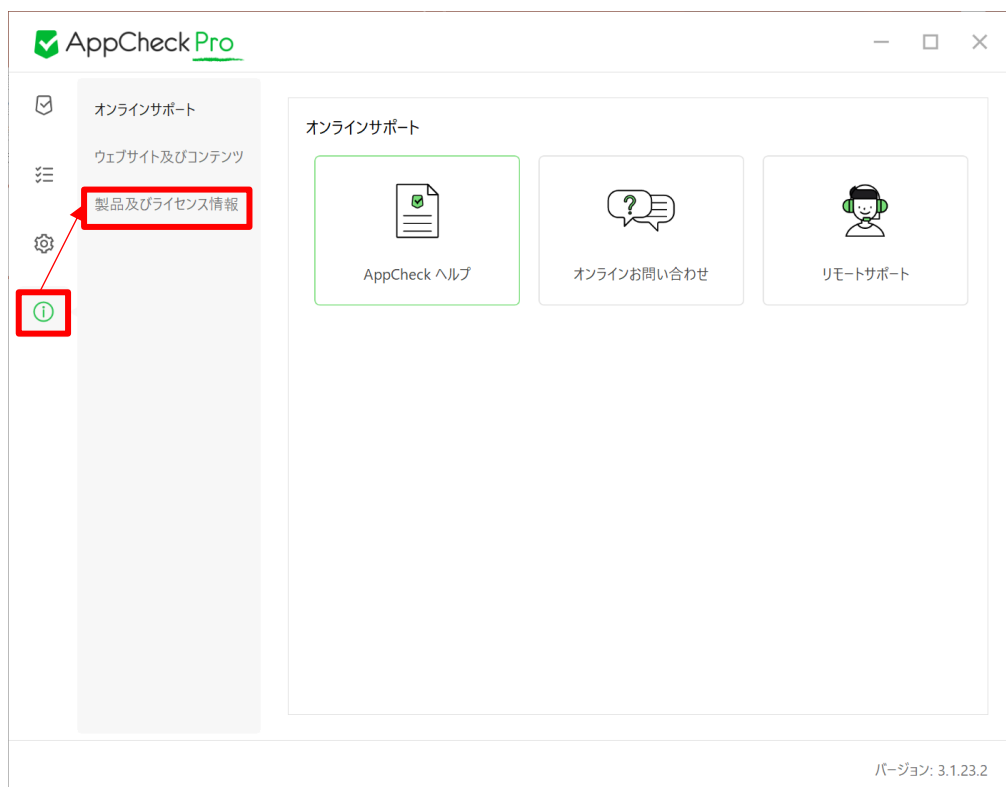 AppCheck Pro
オンラインサポート
ウェブサイト及びコンテンツ
製品及びライセンス情報
オンラインサポート
AppCheck ヘルプ
オンラインお問い合わせ
リモートサポート
バージョン: 3.1.23.2